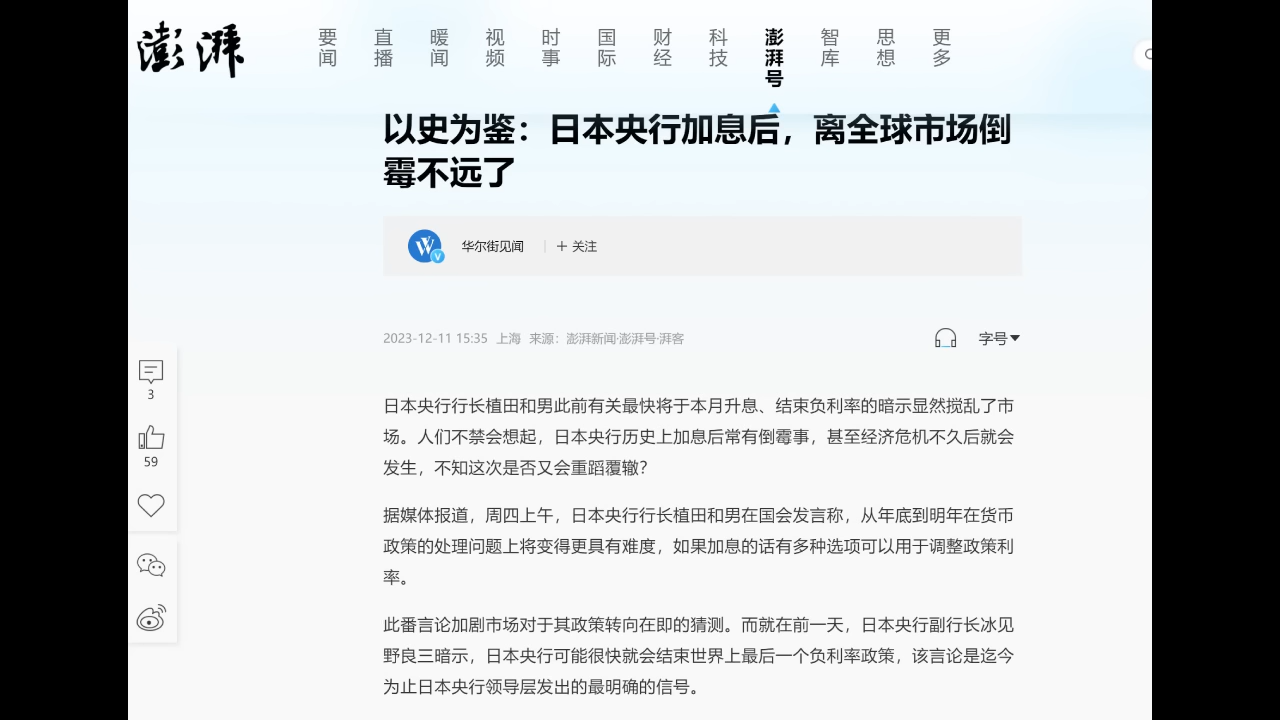 澎湃
要闻 直播 暖闻 视频 时事 国际 财经 科技 澎湃号 智库 思想 更多
以史为鉴：日本央行加息后，离全球市场倒
霉不远了
W V 华尔街见闻 + 关注
2023-12-11 15:35 上海 来源：澎湃新闻·澎湃号·湃客 字号
3
59
日本央行行长植田和男此前有关最快将于本月升息、结束负利率的暗示显然搅乱了市
场。人们不禁会想起，日本央行历史上加息后常有倒霉事，甚至经济危机不久后就会
发生，不知这次是否又会重蹈覆辙？
据媒体报道，周四上午，日本央行行长植田和男在国会发言称，从年底到明年在货币
政策的处理问题上将变得更具有难度，如果加息的话有多种选项可以用于调整政策利
率。
此番言论加剧市场对于其政策转向在即的猜测。而就在前一天，日本央行副行长冰见
野良三暗示，日本央行可能很快就会结束世界上最后一个负利率政策，该言论是迄今
为止日本央行领导层发出的最明确的信号。